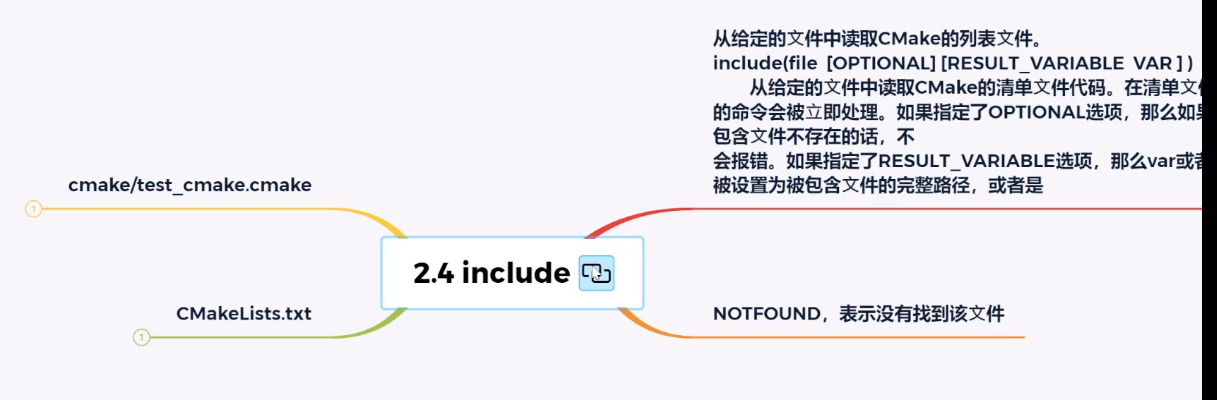 从给定的文件中读取CMake的列表文件。
include(file [OPTIONAL] [RESULT_VARIABLE VAR ] )
从给定的文件中读取CMake的清单文件代码。在清单文
的命令会被立即处理。如果指定了OPTIONAL选项，那么如
包含文件不存在的话，不
会报错。如果指定了RESULT_VARIABLE选项，那么var或
被设置为被包含文件的完整路径，或者是
cmake/test_cmake.cmake
1
2.4 include
CMakeLists.txt
1
NOTFOUND，表示没有找到该文件